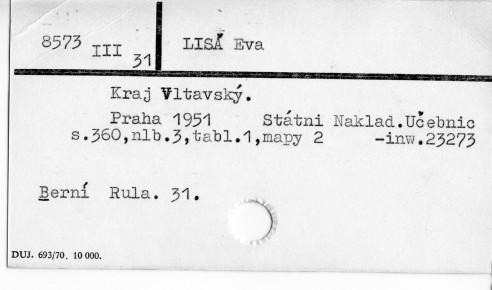 8573 III 31 LISÁ Eva
Kraj Vltavský.
Praha 1951 Státni Naklad.Učebnic
s.360,nlb.3,tabl.1,mapy 2 -inw.23273
Berní Rula. 31.
DUJ. 693/70, 10 000.